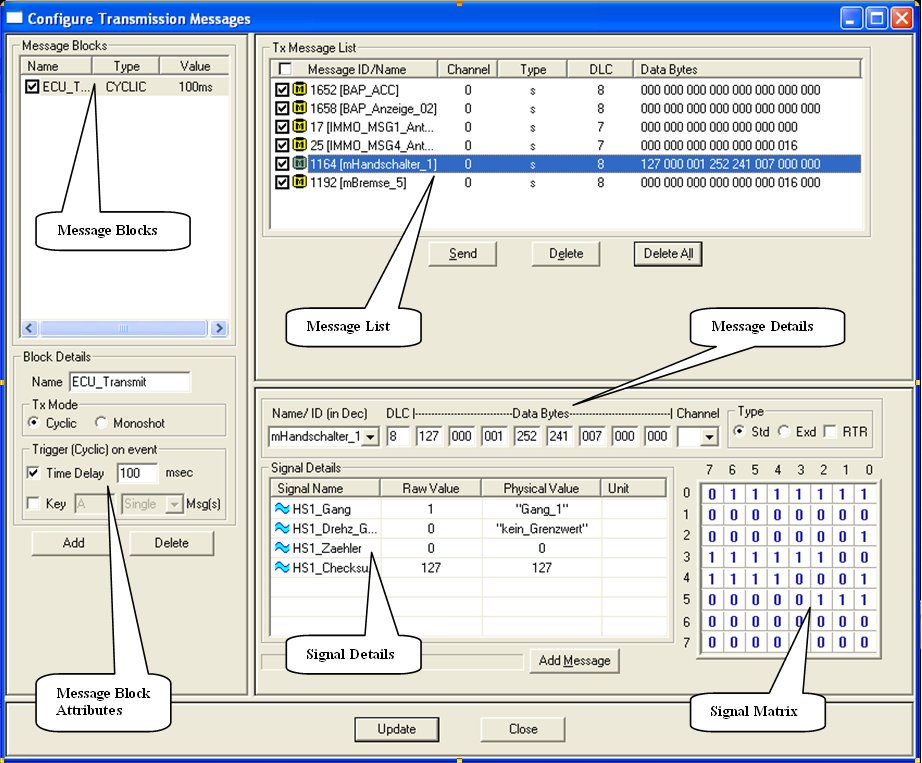 Configure Transmission Messages
Message Blocks
Name Type Value
ECU_T... CYCLIC 100ms
Message Blocks
Block Details
Name ECU_Transmit
Tx Mode
Cyclic Monoshot
Trigger (Cyclic) on event
Time Delay 100 msec
Key A Single Msg(s)
Add Delete
Message Block
Attributes
Tx Message List
Message ID/Name Channel Type DLC Data Bytes
1652 [BAP_ACC] 0 s 8 000 000 000 000 000 000 000 000
1658 [BAP_Anzeige_02] 0 s 8 000 000 000 000 000 000 000 000
17 [IMMO_MSG1_Ant... 0 s 7 000 000 000 000 000 000 000
25 [IMMO_MSG4_Ant... 0 s 7 000 000 000 000 000 000 016
1164 [mHandschalter_1] 0 s 8 127 000 001 252 241 007 000 000
1192 [mBremse_5] 0 s 8 000 000 000 000 000 000 016 000
Send Delete Delete All
Message List
Message Details
Name/ ID (in Dec) DLC |---------------------Data Bytes---------------------| Channel
mHandschalter_1 8 127 000 001 252 241 007 000 000
Type
Std Exd RTR
Signal Details
Signal Name Raw Value Physical Value Unit
HS1_Gang 1 "Gang_1"
HS1_Drehz_G... 0 "kein_Grenzwert"
HS1_Zaehler 0 0
HS1_Checksu 127 127
Signal Details
Add Message
7 6 5 4 3 2 1 0
0 0 1 1 1 1 1 1 1
1 0 0 0 0 0 0 0 0
2 0 0 0 0 0 0 0 1
3 1 1 1 1 1 1 0 0
4 1 1 1 1 0 0 0 1
5 0 0 0 0 0 1 1 1
6 0 0 0 0 0 0 0 0
7 0 0 0 0 0 0 0 0
Signal Matrix
Update Close